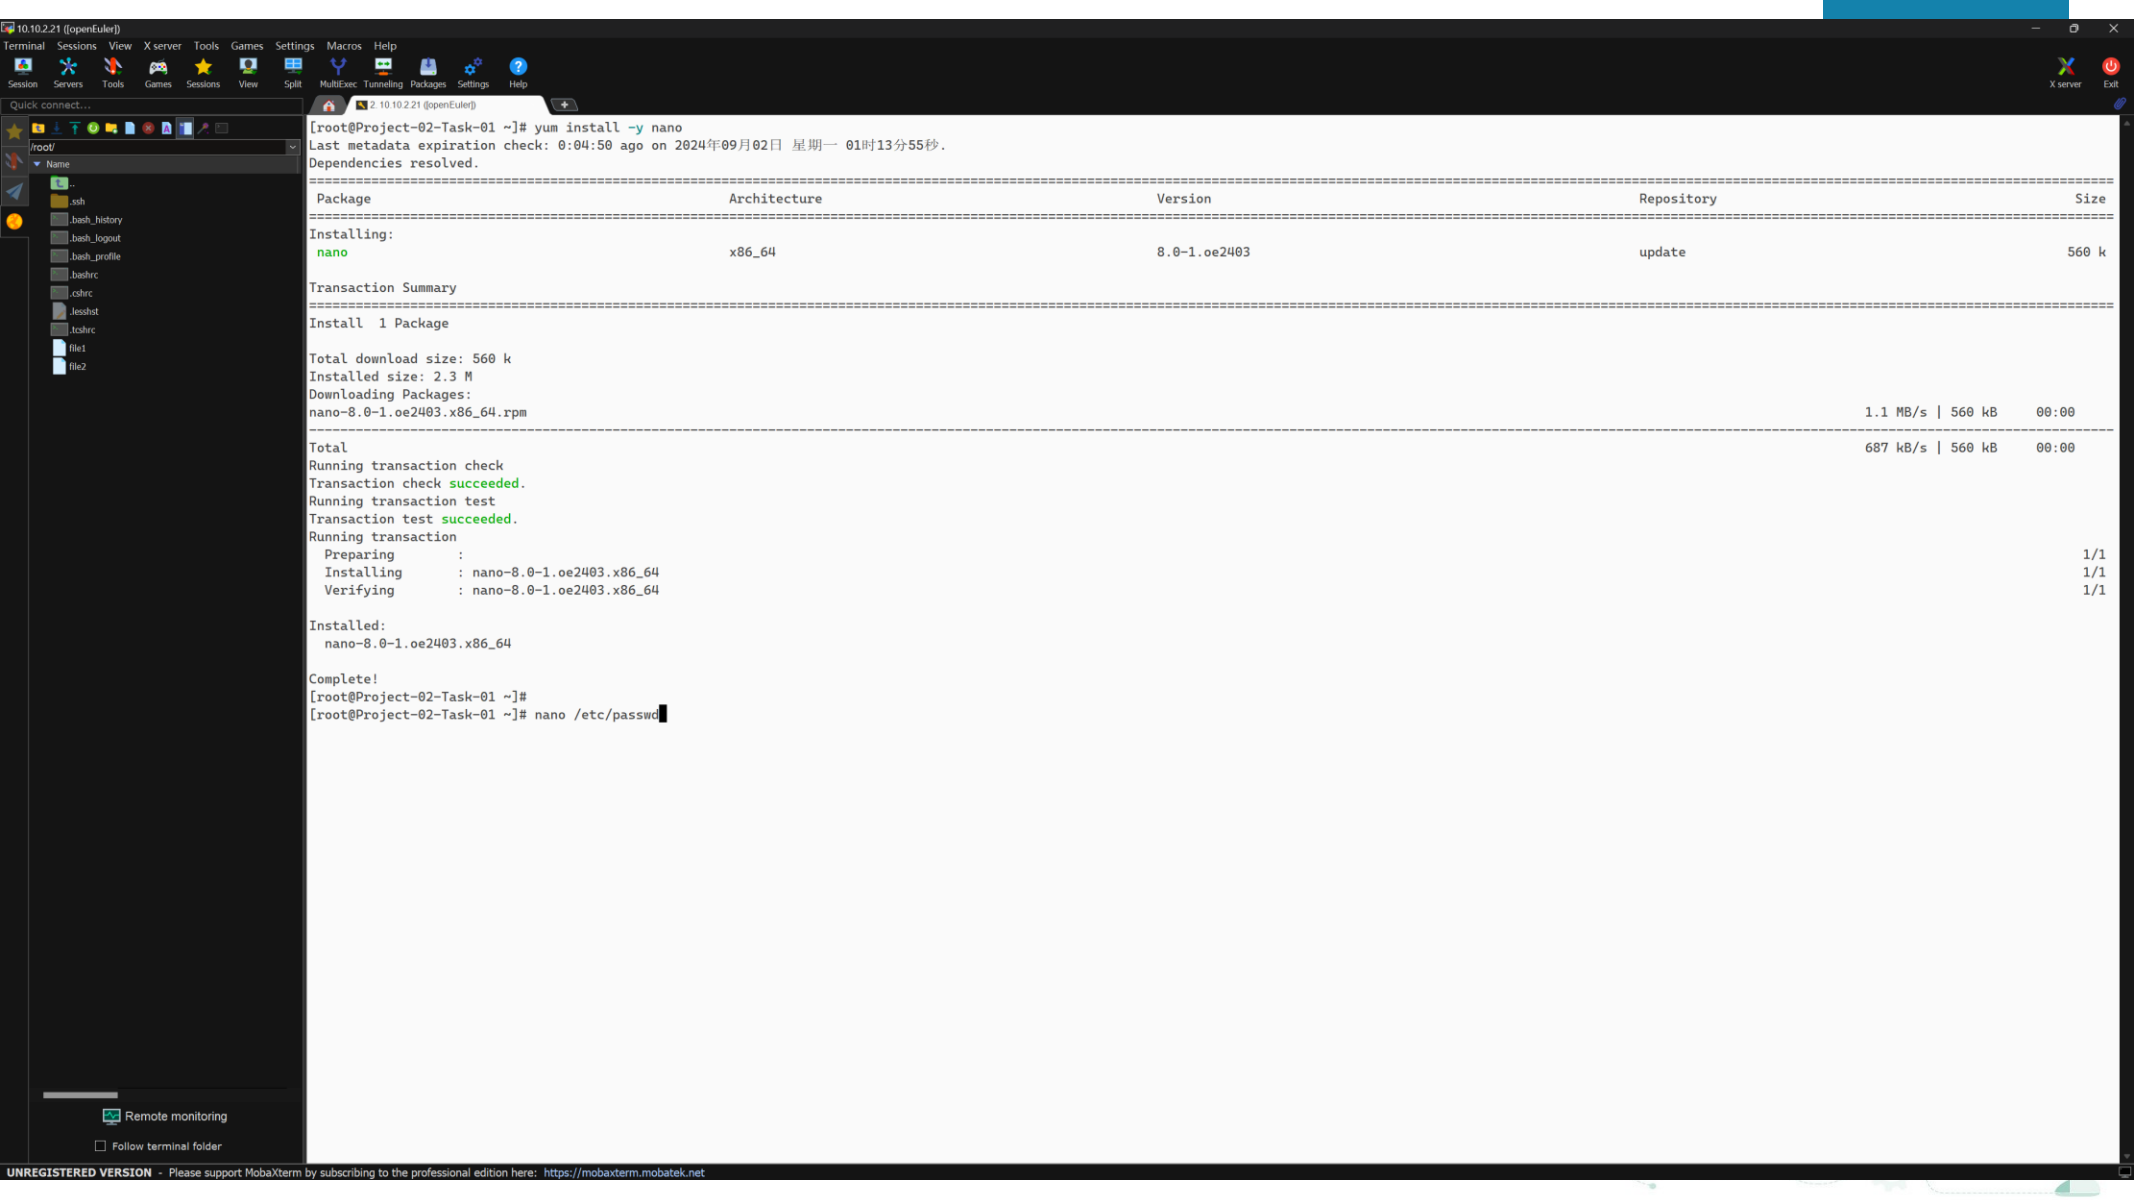 10.10.2.21 ([openEuler])
Terminal Sessions View X server Tools Games Settings Macros Help
Session Servers Tools Games Sessions View Split MultiExec Tunneling Packages Settings Help X server Exit
Quick connect...
2. 10.10.2.21 ([openEuler])
/root/
Name
..
.ssh
.bash_history
.bash_logout
.bash_profile
.bashrc
.cshrc
.lesshst
.tcshrc
file1
file2
[root@Project-02-Task-01 ~]# yum install -y nano
Last metadata expiration check: 0:04:50 ago on 2024年09月02日 星期一 01时13分55秒.
Dependencies resolved.
Package Architecture Version Repository Size
Installing:
nano x86_64 8.0-1.oe2403 update 560 k
Transaction Summary
Install 1 Package
Total download size: 560 k
Installed size: 2.3 M
Downloading Packages:
nano-8.0-1.oe2403.x86_64.rpm 1.1 MB/s | 560 kB 00:00
Total 687 kB/s | 560 kB 00:00
Running transaction check
Transaction check succeeded.
Running transaction test
Transaction test succeeded.
Running transaction
Preparing : 1/1
Installing : nano-8.0-1.oe2403.x86_64 1/1
Verifying : nano-8.0-1.oe2403.x86_64 1/1
Installed:
nano-8.0-1.oe2403.x86_64
Complete!
[root@Project-02-Task-01 ~]#
[root@Project-02-Task-01 ~]# nano /etc/passwd
Remote monitoring
Follow terminal folder
UNREGISTERED VERSION - Please support MobaXterm by subscribing to the professional edition here: https://mobaxterm.mobatek.net